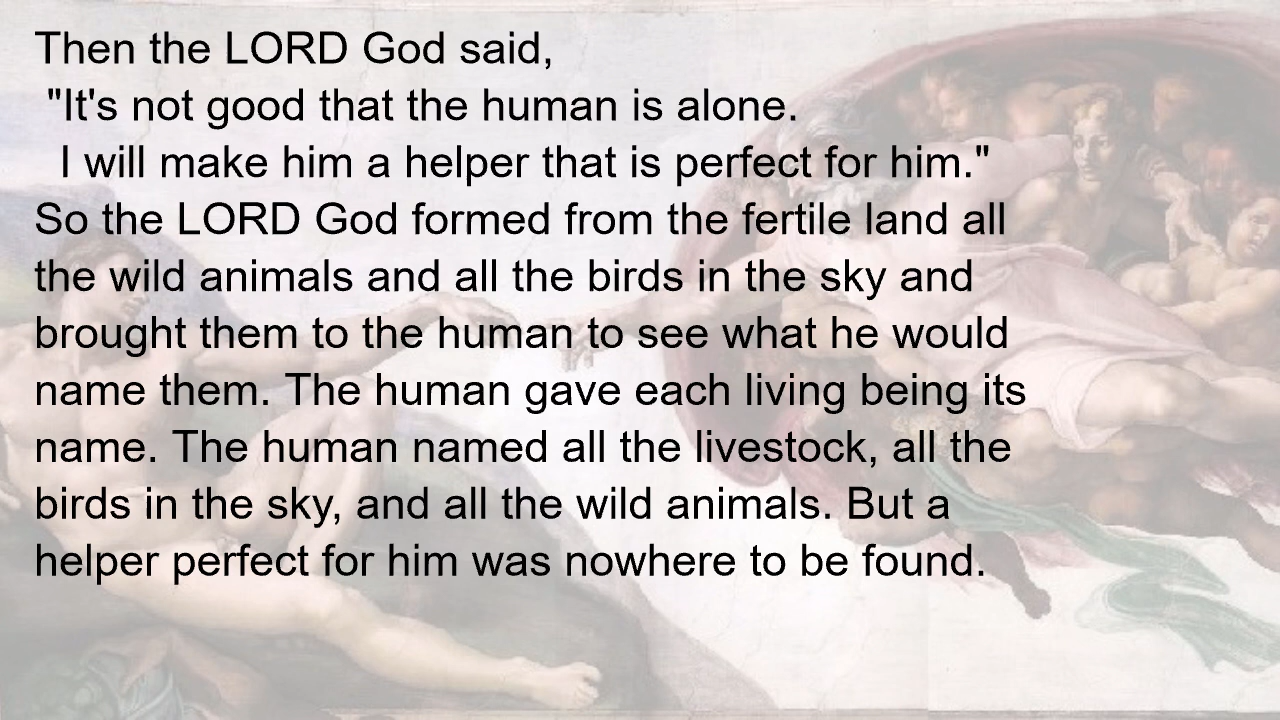 Then the LORD God said,
"It's not good that the human is alone.
I will make him a helper that is perfect for him."
So the LORD God formed from the fertile land all
the wild animals and all the birds in the sky and
brought them to the human to see what he would
name them. The human gave each living being its
name. The human named all the livestock, all the
birds in the sky, and all the wild animals. But a
helper perfect for him was nowhere to be found.